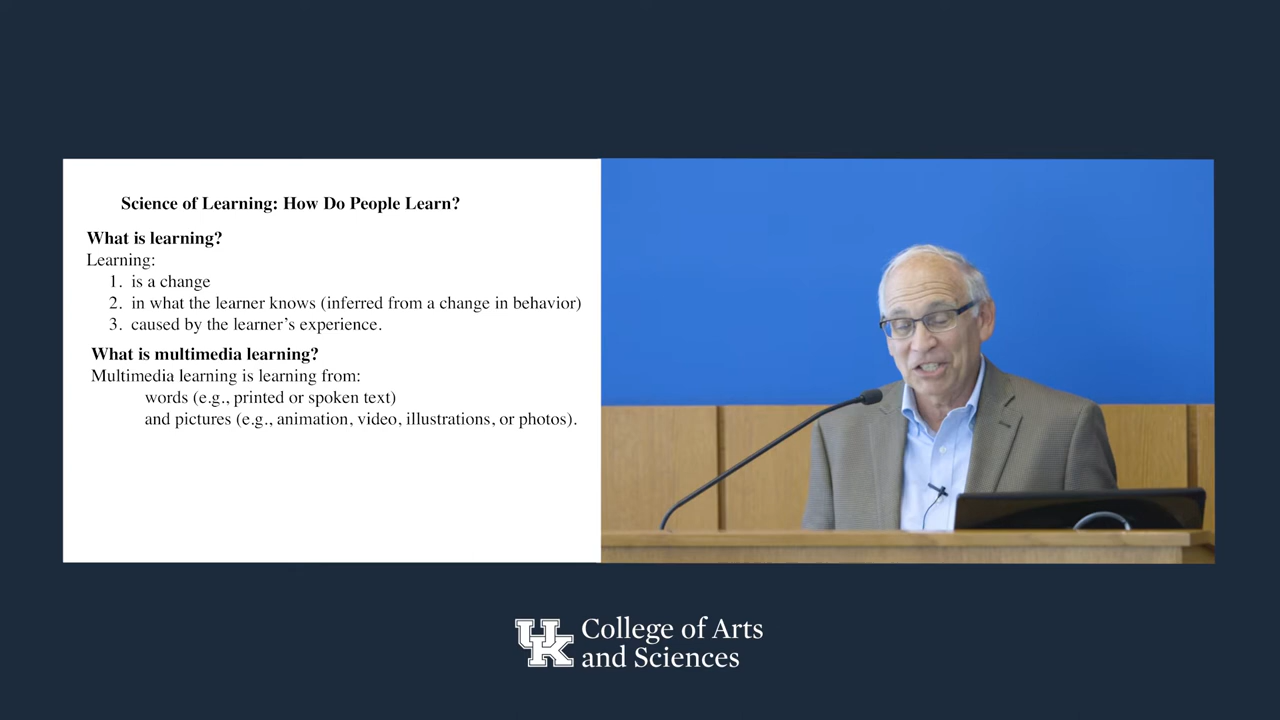 Science of Learning: How Do People Learn?
What is learning?
Learning:
1. is a change
2. in what the learner knows (inferred from a change in behavior)
3. caused by the learner's experience.
What is multimedia learning?
Multimedia learning is learning from:
words (e.g., printed or spoken text)
and pictures (e.g., animation, video, illustrations, or photos).
UK
College of Arts
and Sciences